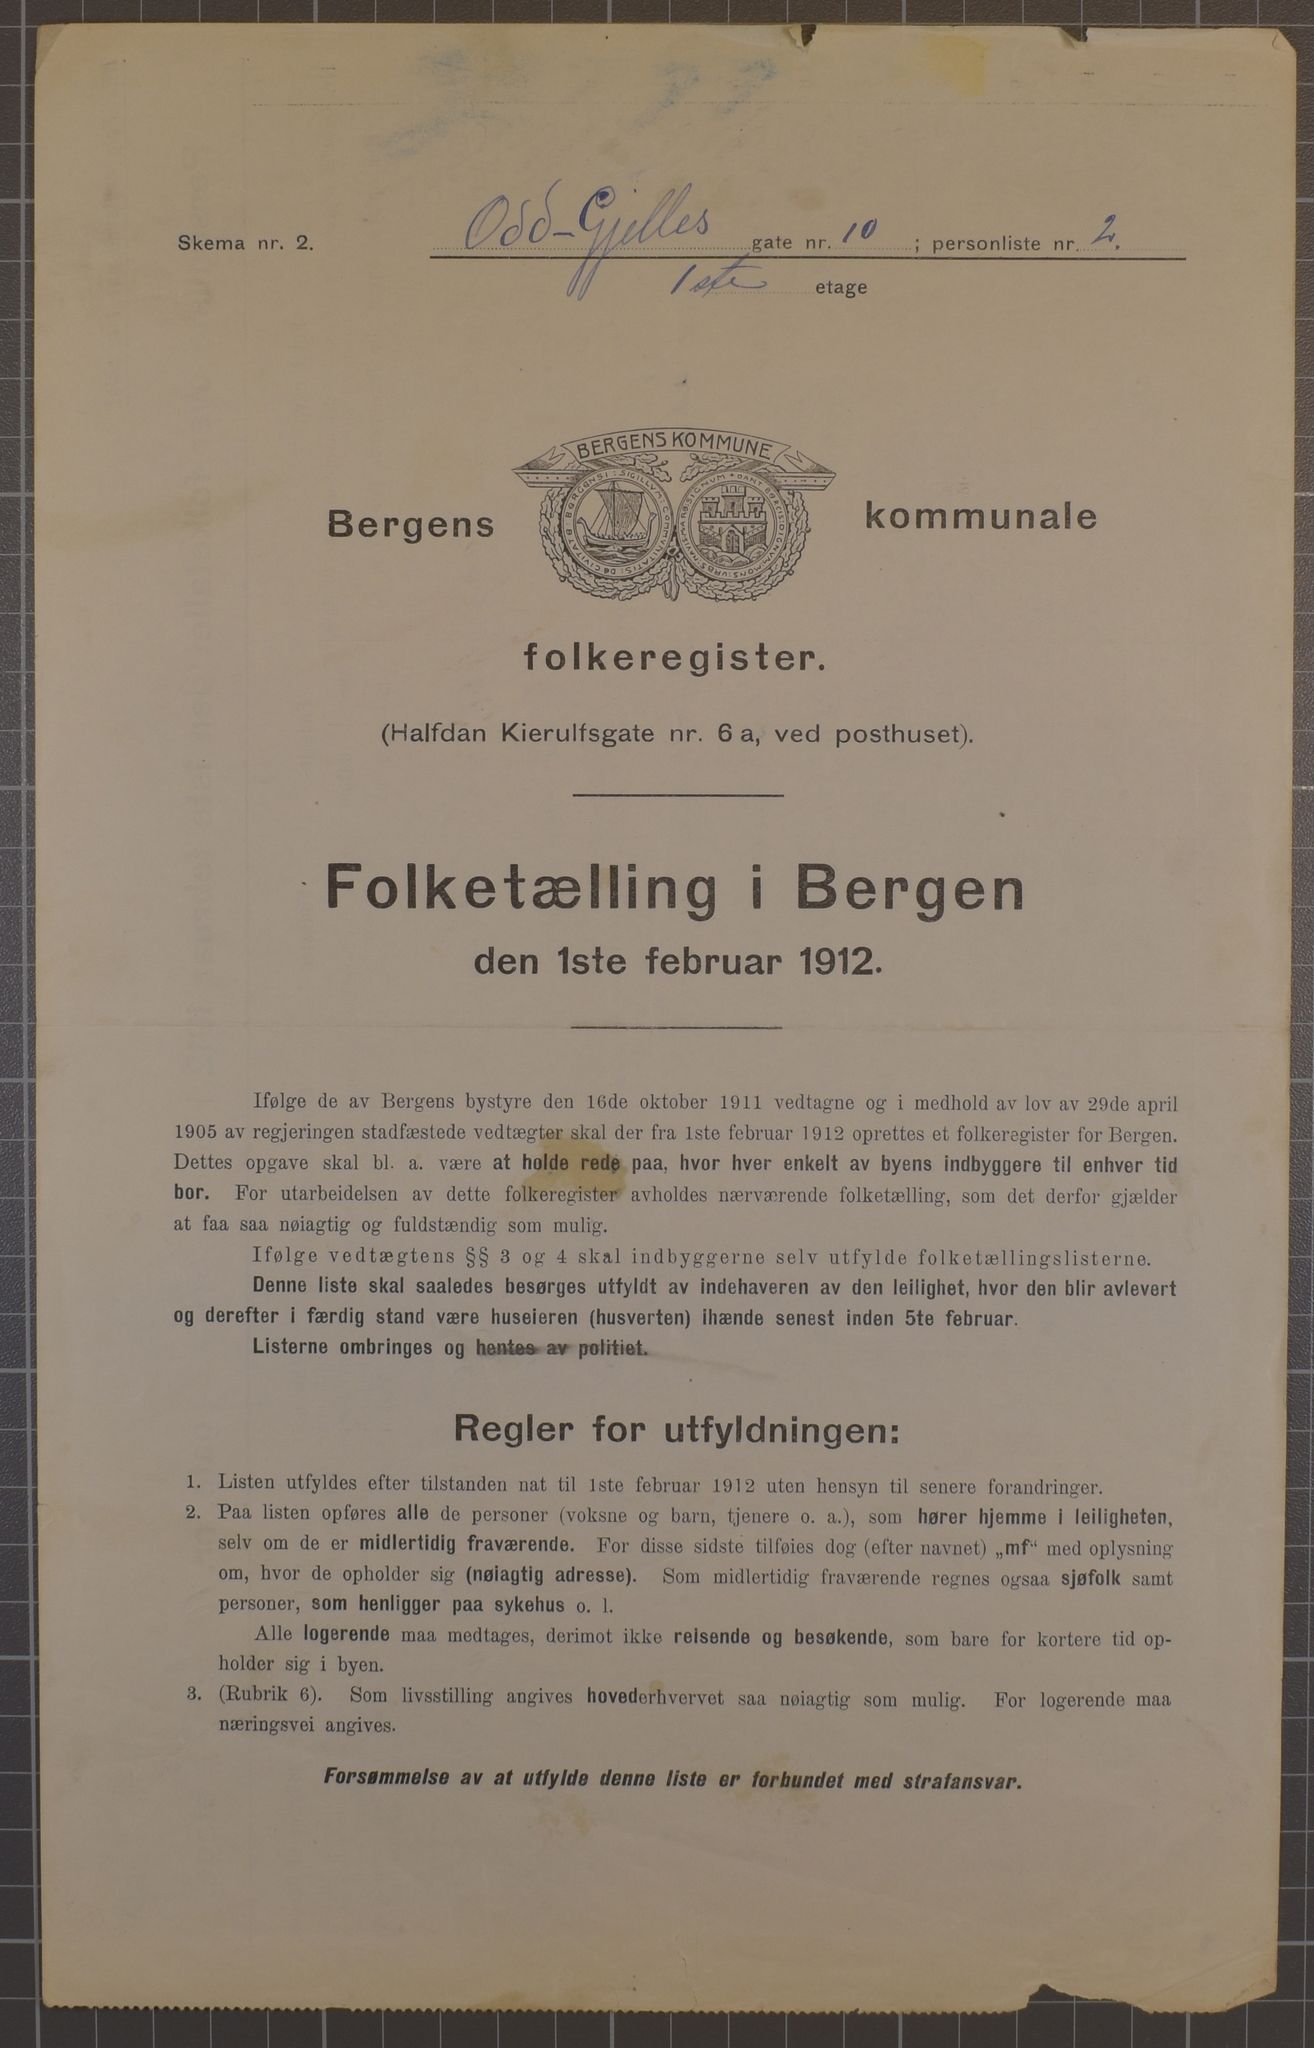 Skema nr. 2. Odd-Gjelles gate nr. 10 ; personliste nr. 2.
1ste etage
BERGENS KOMMUNE
Bergens kommunale
folkeregister.
(Halfdan Kierulfsgate nr. 6 a, ved posthuset).
Folketælling i Bergen
den 1ste februar 1912.
Ifølge de av Bergens bystyre den 16de oktober 1911 vedtagne og i medhold av lov av 29de april
1905 av regjeringen stadfæstede vedtægter skal der fra 1ste februar 1912 oprettes et folkeregister for Bergen.
Dettes opgave skal bl. a. være at holde rede paa, hvor hver enkelt av byens indbyggere til enhver tid
bor. For utarbeidelsen av dette folkeregister avholdes nærværende folketælling, som det derfor gjælder
at faa saa nøiagtig og fuldstændig som mulig.
Ifølge vedtægtens §§ 3 og 4 skal indbyggerne selv utfylde folketællingslisterne.
Denne liste skal saaledes besørges utfyldt av indehaveren av den leilighet, hvor den blir avlevert
og derefter i færdig stand være huseieren (husverten) ihænde senest inden 5te februar.
Listerne ombringes og hentes av politiet.
Regler for utfyldningen:
1. Listen utfyldes efter tilstanden nat til 1ste februar 1912 uten hensyn til senere forandringer.
2. Paa listen opføres alle de personer (voksne og barn, tjenere o. a.), som hører hjemme i leiligheten,
selv om de er midlertidig fraværende. For disse sidste tilføies dog (efter navnet) „mf“ med oplysning
om, hvor de opholder sig (nøiagtig adresse). Som midlertidig fraværende regnes ogsaa sjøfolk samt
personer, som henligger paa sykehus o. l.
Alle logerende maa medtages, derimot ikke reisende og besøkende, som bare for kortere tid op-
holder sig i byen.
3. (Rubrik 6). Som livsstilling angives hovederhvervet saa nøiagtig som mulig. For logerende maa
næringsvei angives.
Forsømmelse av at utfylde denne liste er forbundet med strafansvar.